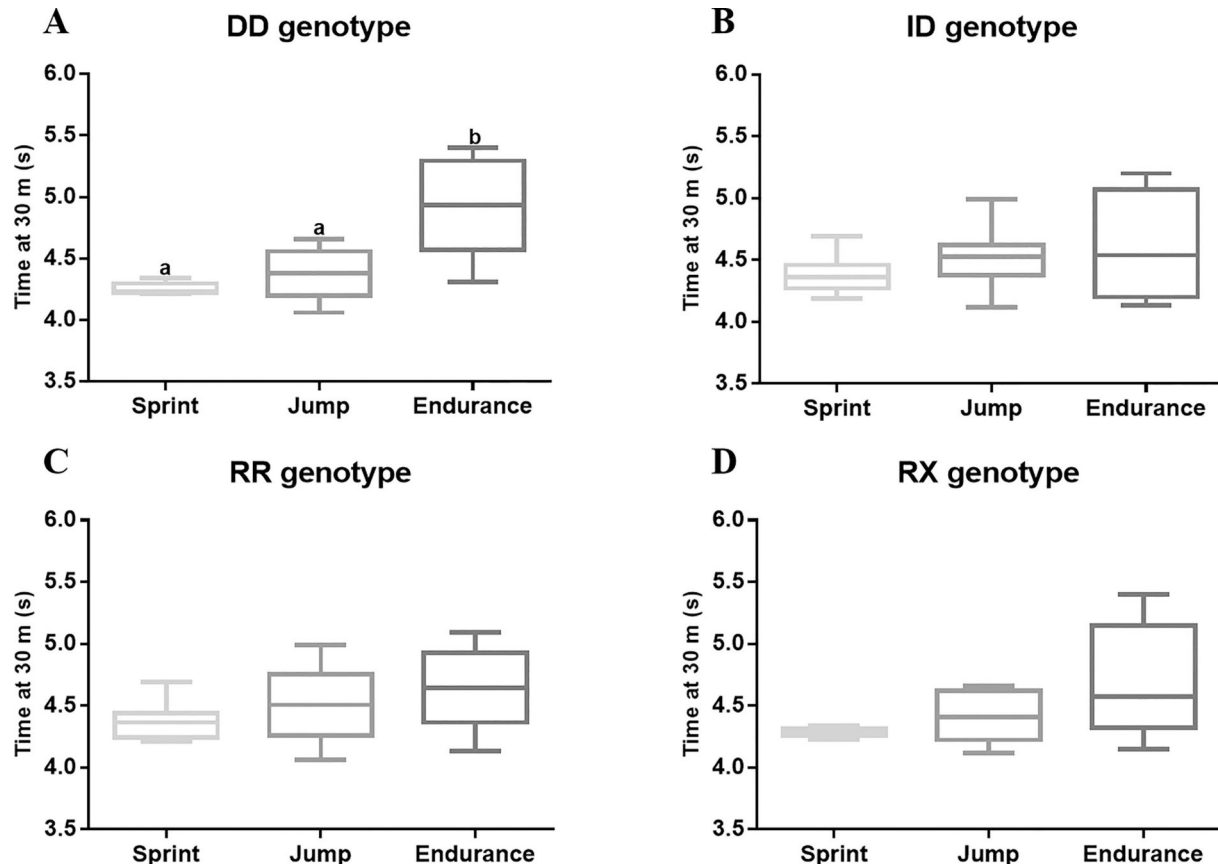 A
DD genotype
Time at 30 m (s)
6.0
5.5
5.0
4.5
4.0
3.5
a
a
b
Sprint
Jump
Endurance
B
ID genotype
Time at 30 m (s)
6.0
5.5
5.0
4.5
4.0
3.5
Sprint
Jump
Endurance
C
RR genotype
Time at 30 m (s)
6.0
5.5
5.0
4.5
4.0
3.5
Sprint
Jump
Endurance
D
RX genotype
Time at 30 m (s)
6.0
5.5
5.0
4.5
4.0
3.5
Sprint
Jump
Endurance